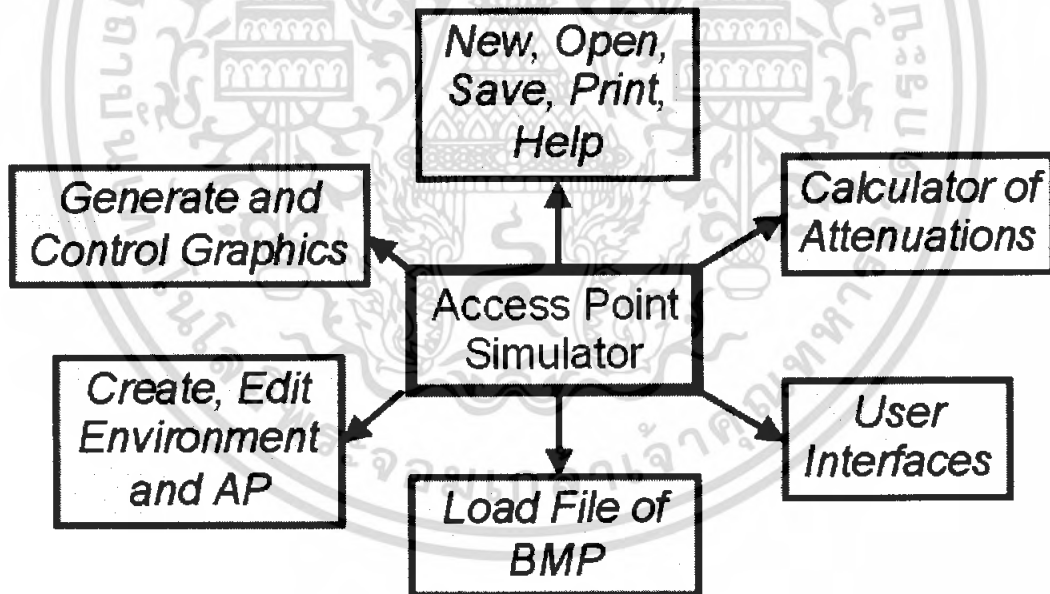 New, Open,
Save, Print,
Help
Generate and
Control Graphics
Calculator of
Attenuations
Access Point
Simulator
Create, Edit
Environment
and AP
User
Interfaces
Load File of
BMP